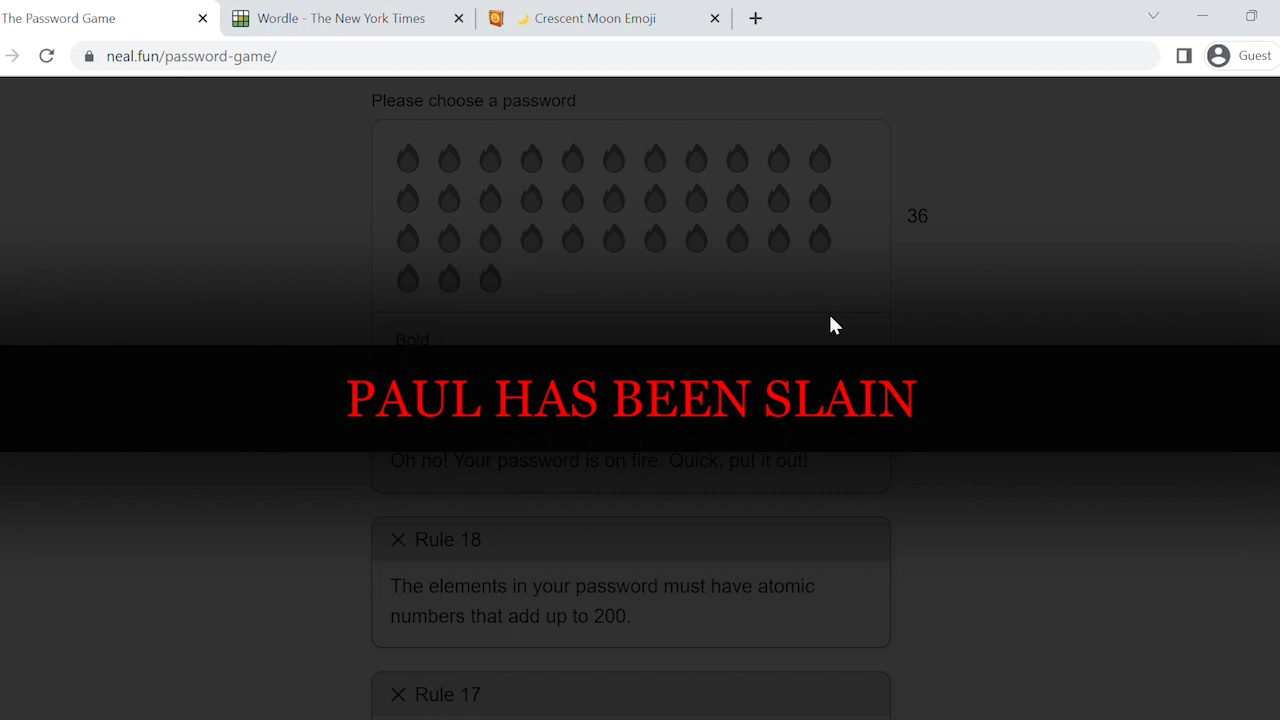 The Password Game
Wordle - The New York Times
Crescent Moon Emoji
neal.fun/password-game/
Guest
Please choose a password
36
Bold
PAUL HAS BEEN SLAIN
Oh no! Your password is on fire. Quick, put it out!
Rule 18
The elements in your password must have atomic
numbers that add up to 200.
Rule 17